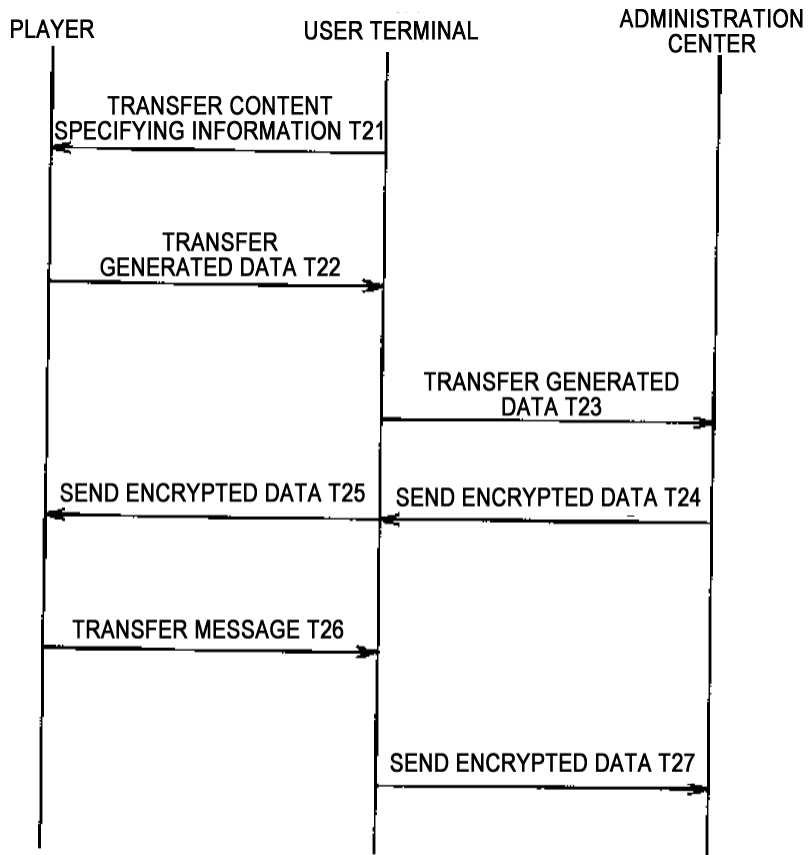 PLAYER
USER TERMINAL
ADMINISTRATION
CENTER
TRANSFER CONTENT
SPECIFYING INFORMATION T21
TRANSFER
GENERATED DATA T22
TRANSFER GENERATED
DATA T23
SEND ENCRYPTED DATA T25
SEND ENCRYPTED DATA T24
TRANSFER MESSAGE T26
SEND ENCRYPTED DATA T27